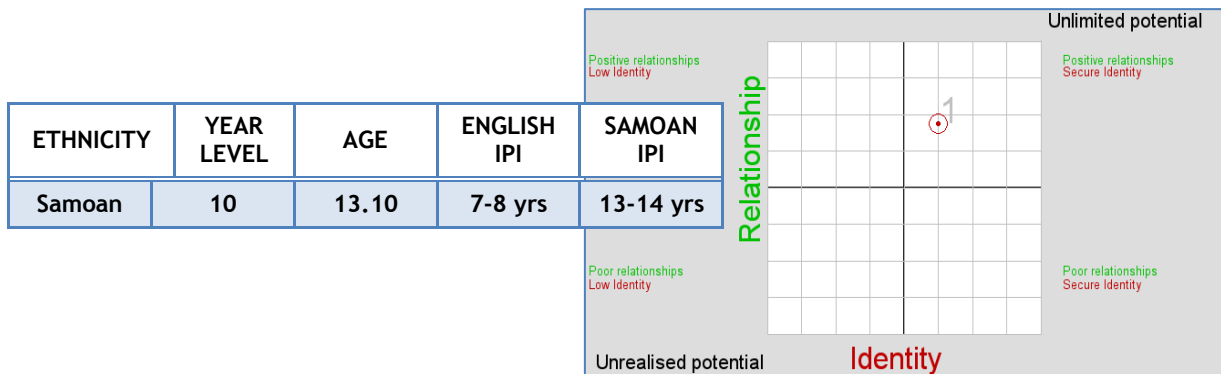 ETHNICITY
YEAR
LEVEL
AGE
ENGLISH
IPI
SAMOAN
IPI
Samoan
10
13.10
7-8 yrs
13-14 yrs
Unlimited potential
Positive relationships
Low Identity
Positive relationships
Secure Identity
1
Relationship
Poor relationships
Low Identity
Poor relationships
Secure Identity
Unrealised potential
Identity